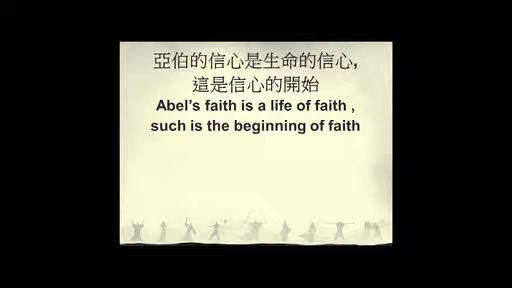 亞伯的信心是生命的信心,
這是信心的開始
Abel's faith is a life of faith ,
such is the beginning of faith